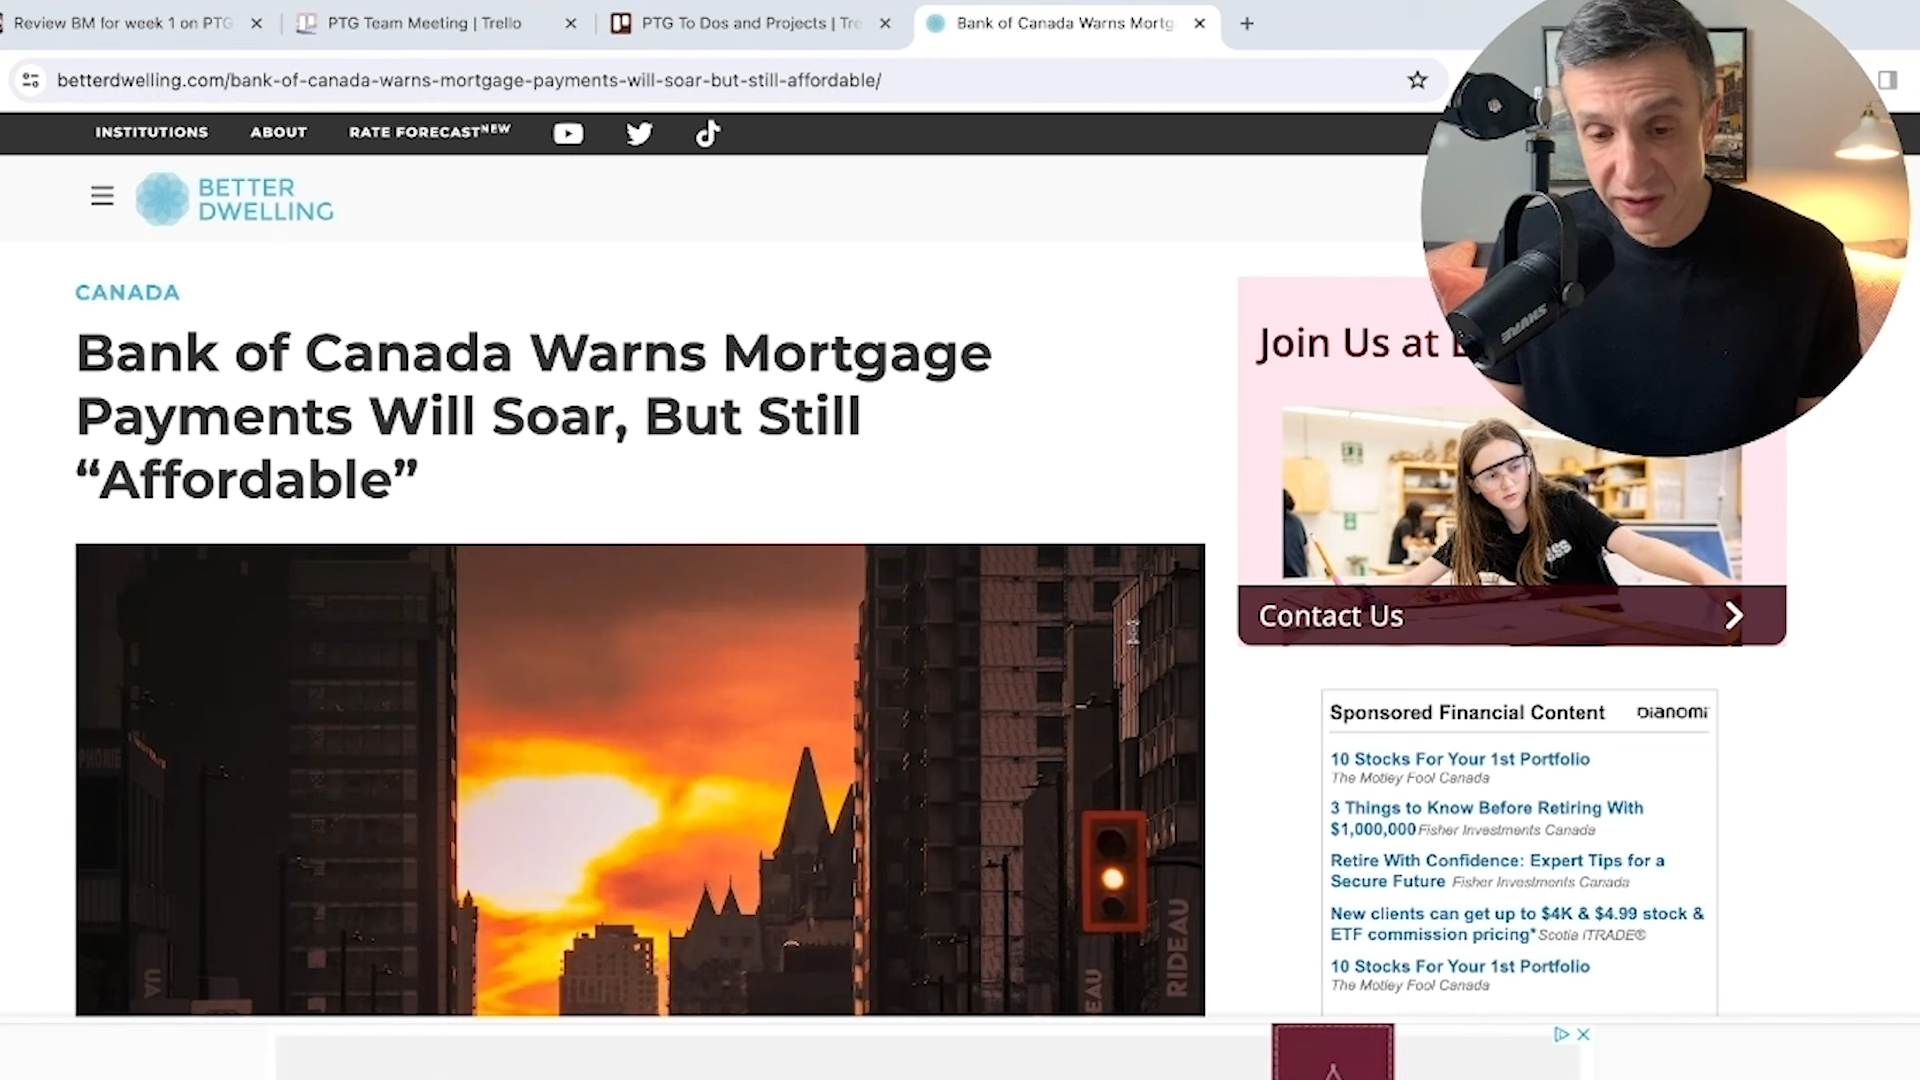 Review BM for week 1 on PTG
PTG Team Meeting | Trello
PTG To Dos and Projects | Tre
Bank of Canada Warns Mortg
betterdwelling.com/bank-of-canada-warns-mortgage-payments-will-soar-but-still-affordable/
INSTITUTIONS
ABOUT
RATE FORECASTNEW
BETTER
DWELLING
CANADA
Bank of Canada Warns Mortgage
Payments Will Soar, But Still
“Affordable”
PHONIE
EAU
RIDEAU
SHURE
Join Us at
Contact Us
Sponsored Financial Content
DIANOMI
10 Stocks For Your 1st Portfolio
The Motley Fool Canada
3 Things to Know Before Retiring With
$1,000,000 Fisher Investments Canada
Retire With Confidence: Expert Tips for a
Secure Future Fisher Investments Canada
New clients can get up to $4K & $4.99 stock &
ETF commission pricing* Scotia iTRADE®
10 Stocks For Your 1st Portfolio
The Motley Fool Canada